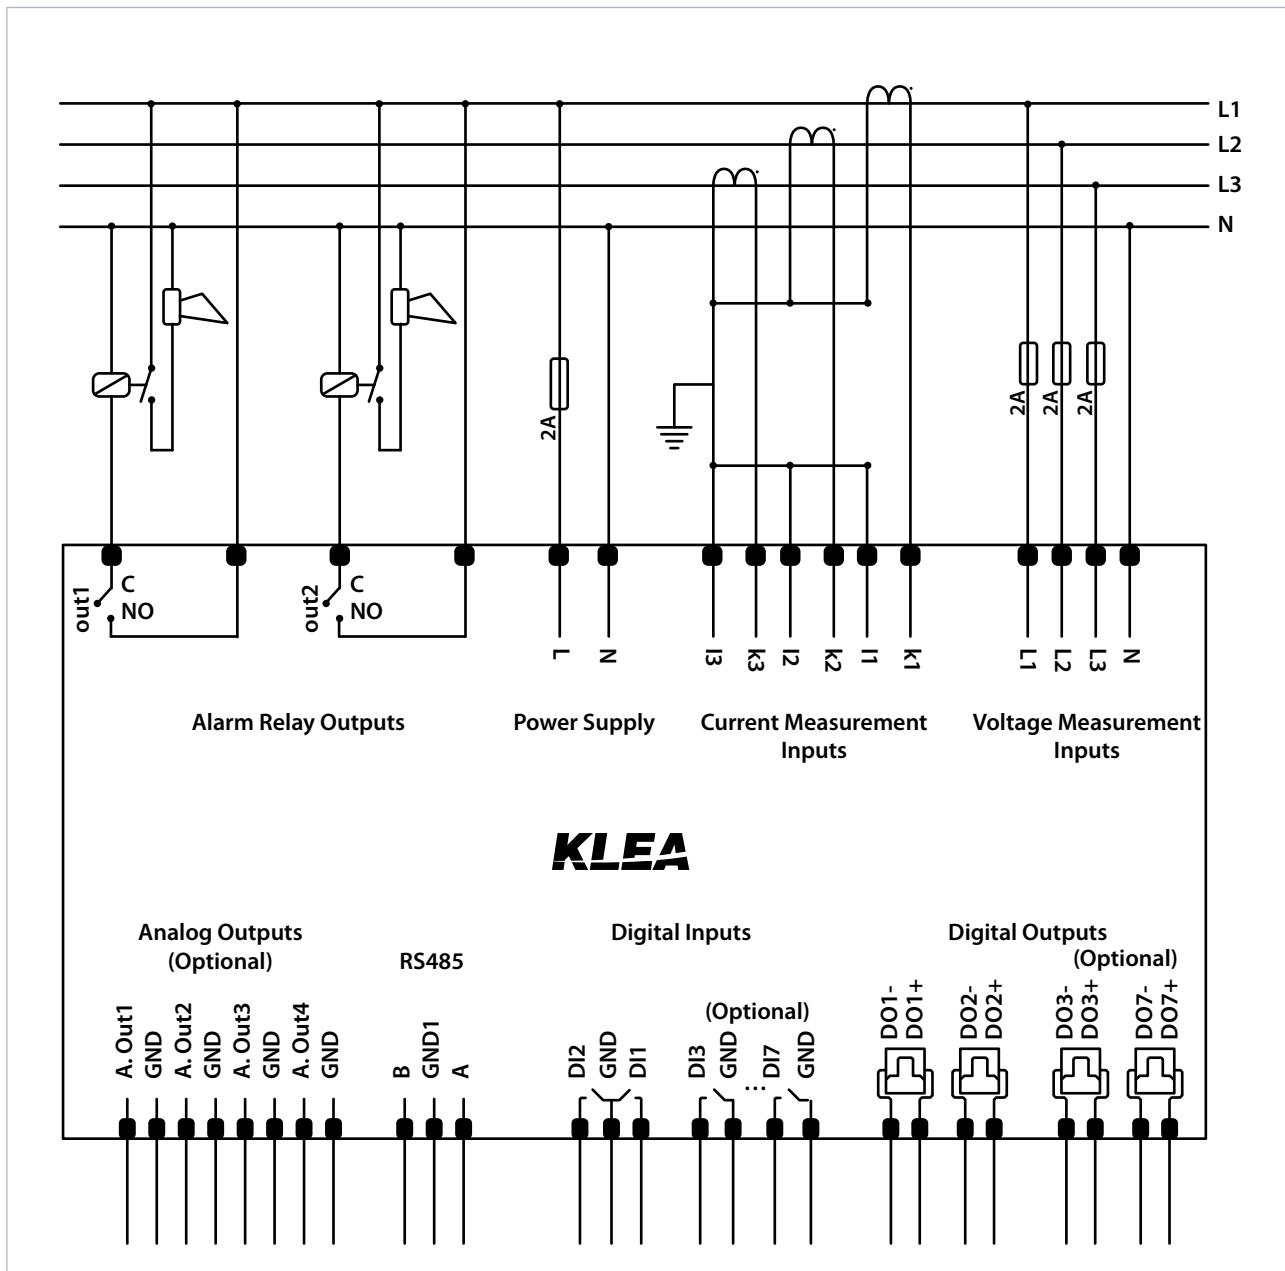 L1
L2
L3
N
2A
2A
2A
2A
out1
C
NO
out2
C
NO
L
N
l3
k3
l2
k2
l1
k1
L1
L2
L3
N
Alarm Relay Outputs
Power Supply
Current Measurement
Inputs
Voltage Measurement
Inputs
KLEA
Analog Outputs
(Optional)
RS485
Digital Inputs
(Optional)
Digital Outputs
(Optional)
A. Out1
GND
A. Out2
GND
A. Out3
GND
A. Out4
GND
B
GND1
A
DI2
GND
DI1
DI3
GND
...
DI7
GND
DO1-
DO1+
DO2-
DO2+
DO3-
DO3+
DO7-
DO7+